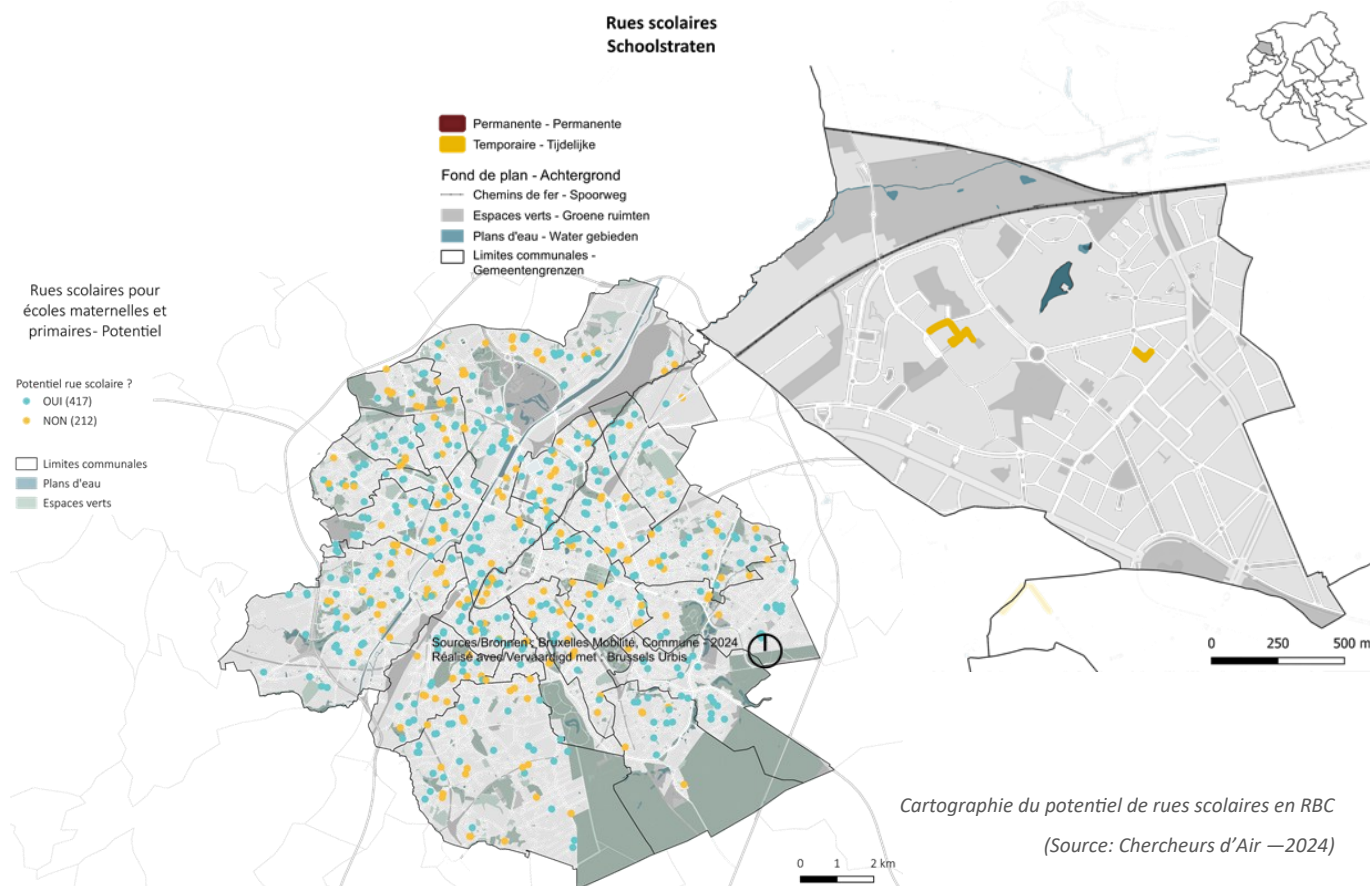 Rues scolaires
Schoolstraten
Permanente - Permanente
Temporaire - Tijdelijke
Fond de plan - Achtergrond
Chemins de fer - Spoorweg
Espaces verts - Groene ruimten
Plans d'eau - Water gebieden
Limites communales -
Gemeentengrenzen
Rues scolaires pour
écoles maternelles et
primaires- Potentiel
Potentiel rue scolaire ?
OUI (417)
NON (212)
Limites communales
Plans d'eau
Espaces verts
Sources/Bronnen : Bruxelles Mobilité, Commune - 2024
Réalisé avec/Vervaardigd met : Brussels Urbis
0 250 500 m
Cartographie du potentiel de rues scolaires en RBC
(Source: Chercheurs d'Air —2024)
0 1 2 km